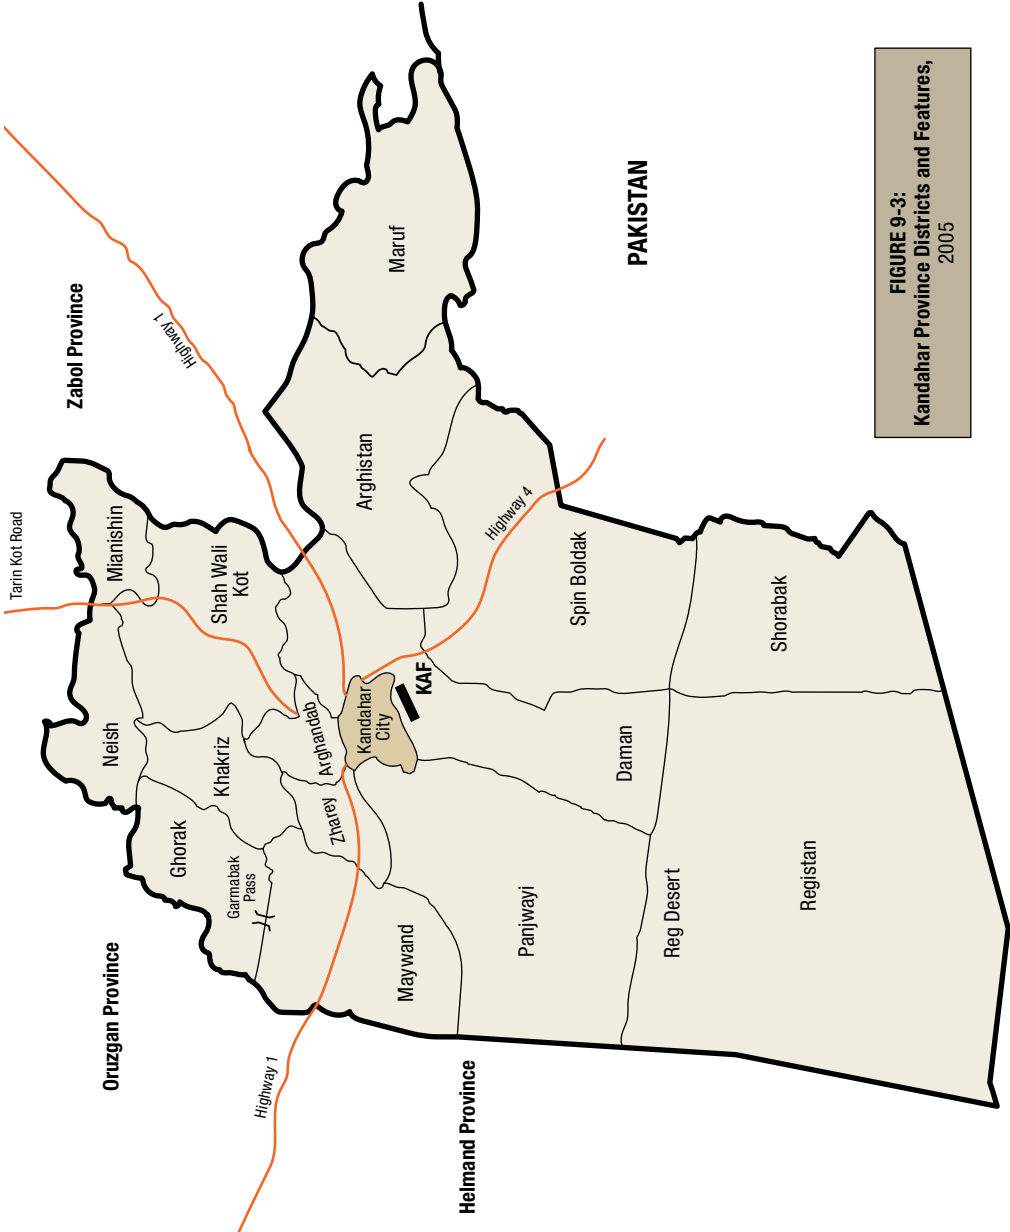 Tarin Kot Road
Zabol Province
Oruzgan Province
Highway 1
Mianishin
Neish
Shah Wali
Kot
Ghorak
Khakriz
Garmabak
Pass
Highway 1
Arghandab
Zharey
Kandahar
City
KAF
Maruf
Arghistan
Maywand
Helmand Province
Highway 4
Panjwayi
Spin Boldak
Daman
PAKISTAN
Reg Desert
Shorabak
Registan
FIGURE 9-3:
Kandahar Province Districts and Features,
2005